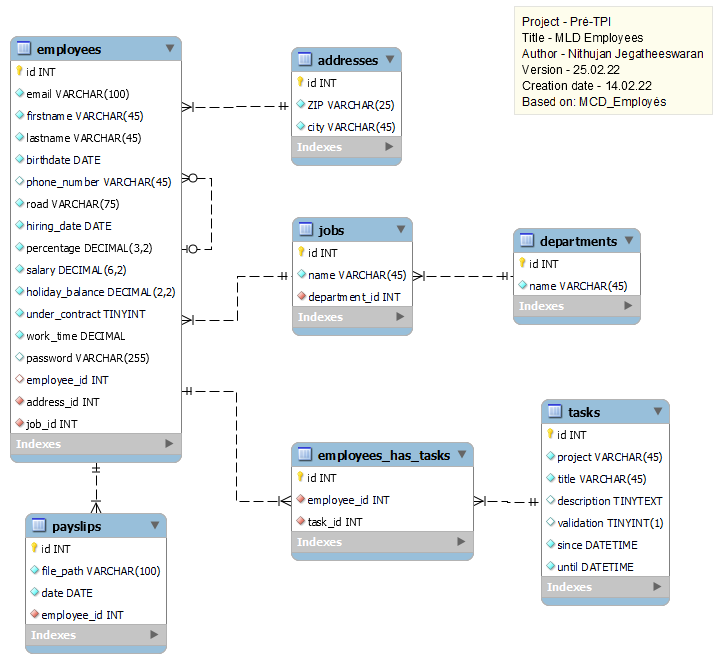 Project - Pré-TPI
Title - MLD Employees
Author - Nithujan Jegatheeswaran
Version - 25.02.22
Creation date - 14.02.22
Based on: MCD_Employés
employees
id INT
email VARCHAR(100)
firstname VARCHAR(45)
lastname VARCHAR(45)
birthdate DATE
phone_number VARCHAR(45)
road VARCHAR(75)
hiring_date DATE
percentage DECIMAL(3,2)
salary DECIMAL(6,2)
holiday_balance DECIMAL(2,2)
under_contract TINYINT
work_time DECIMAL
password VARCHAR(255)
employee_id INT
address_id INT
job_id INT
Indexes
addresses
id INT
ZIP VARCHAR(25)
city VARCHAR(45)
Indexes
jobs
id INT
name VARCHAR(45)
department_id INT
Indexes
departments
id INT
name VARCHAR(45)
Indexes
employees_has_tasks
id INT
employee_id INT
task_id INT
Indexes
tasks
id INT
project VARCHAR(45)
title VARCHAR(45)
description TINYTEXT
validation TINYINT(1)
since DATETIME
until DATETIME
Indexes
payslips
id INT
file_path VARCHAR(100)
date DATE
employee_id INT
Indexes